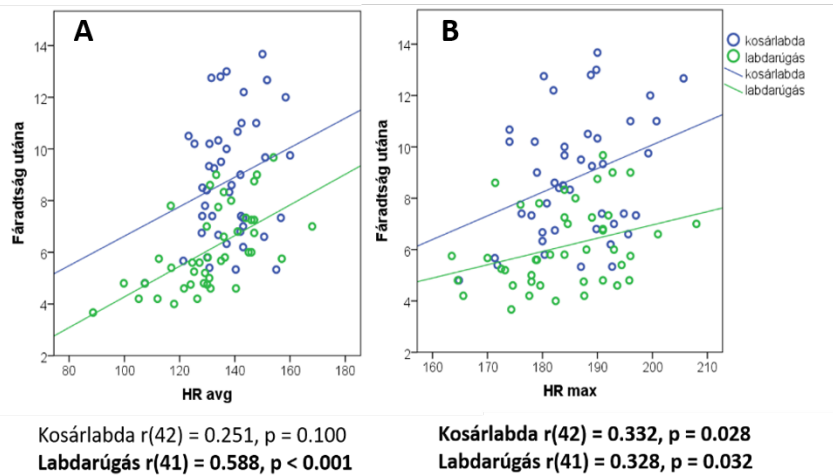 A
B
Fáradtság utána
14
12
10
8
6
4
2
80 100 120 140 160 180
HR avg
Fáradtság utána
14
12
10
8
6
4
2
160 170 180 190 200 210
HR max
kosárlabda
labdarúgás
kosárlabda
labdarúgás
Kosárlabda r(42) = 0.251, p = 0.100
Labdarúgás r(41) = 0.588, p < 0.001
Kosárlabda r(42) = 0.332, p = 0.028
Labdarúgás r(41) = 0.328, p = 0.032